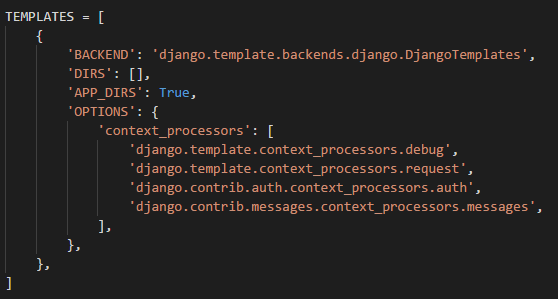 TEMPLATES = [
    {
        'BACKEND': 'django.template.backends.django.DjangoTemplates',
        'DIRS': [],
        'APP_DIRS': True,
        'OPTIONS': {
            'context_processors': [
                'django.template.context_processors.debug',
                'django.template.context_processors.request',
                'django.contrib.auth.context_processors.auth',
                'django.contrib.messages.context_processors.messages',
            ],
        },
    },
]